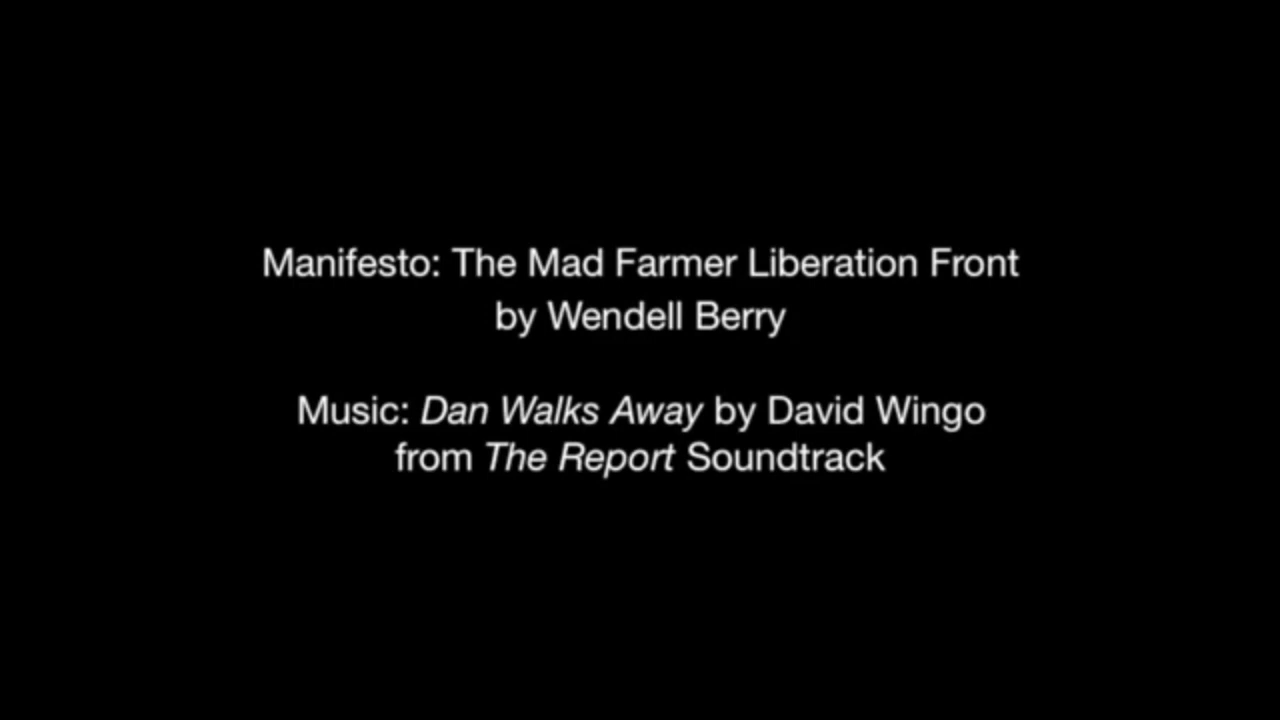 Manifesto: The Mad Farmer Liberation Front
by Wendell Berry
Music: Dan Walks Away by David Wingo
from The Report Soundtrack